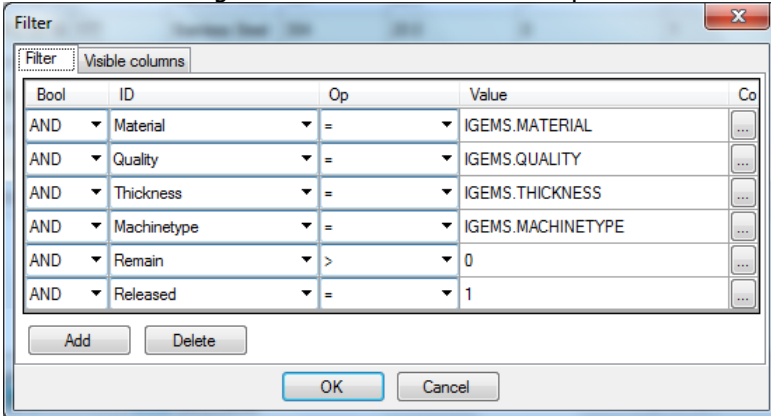 Filter
Filter Visible columns
Bool ID Op Value Co
AND Material = IGEMS.MATERIAL ...
AND Quality = IGEMS.QUALITY ...
AND Thickness = IGEMS.THICKNESS ...
AND Machinetype = IGEMS.MACHINETYPE ...
AND Remain > 0 ...
AND Released = 1 ...
Add Delete
OK Cancel